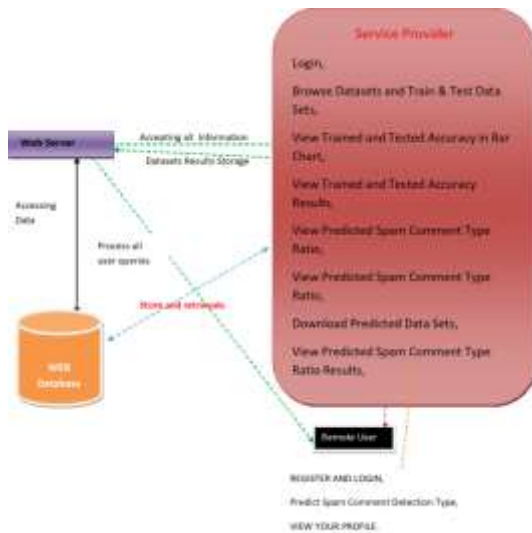 Service Provider
Login,
Browse Datasets and Train & Test Data
Sets,
View Trained and Tested Accuracy in Bar
Chart,
View Trained and Tested Accuracy
Results,
View Predicted Spam Comment Type
Ratio,
View Predicted Spam Comment Type
Ratio,
Download Predicted Data Sets,
View Predicted Spam Comment Type
Ratio Results,
Web Server
Accepting all Information
Datasets Results Storage
Accessing
Data
Process all
user queries
Store and retrievals
WEB
Database
Remote User
REGISTER AND LOGIN,
Predict Spam Comment Detection Type,
VIEW YOUR PROFILE.